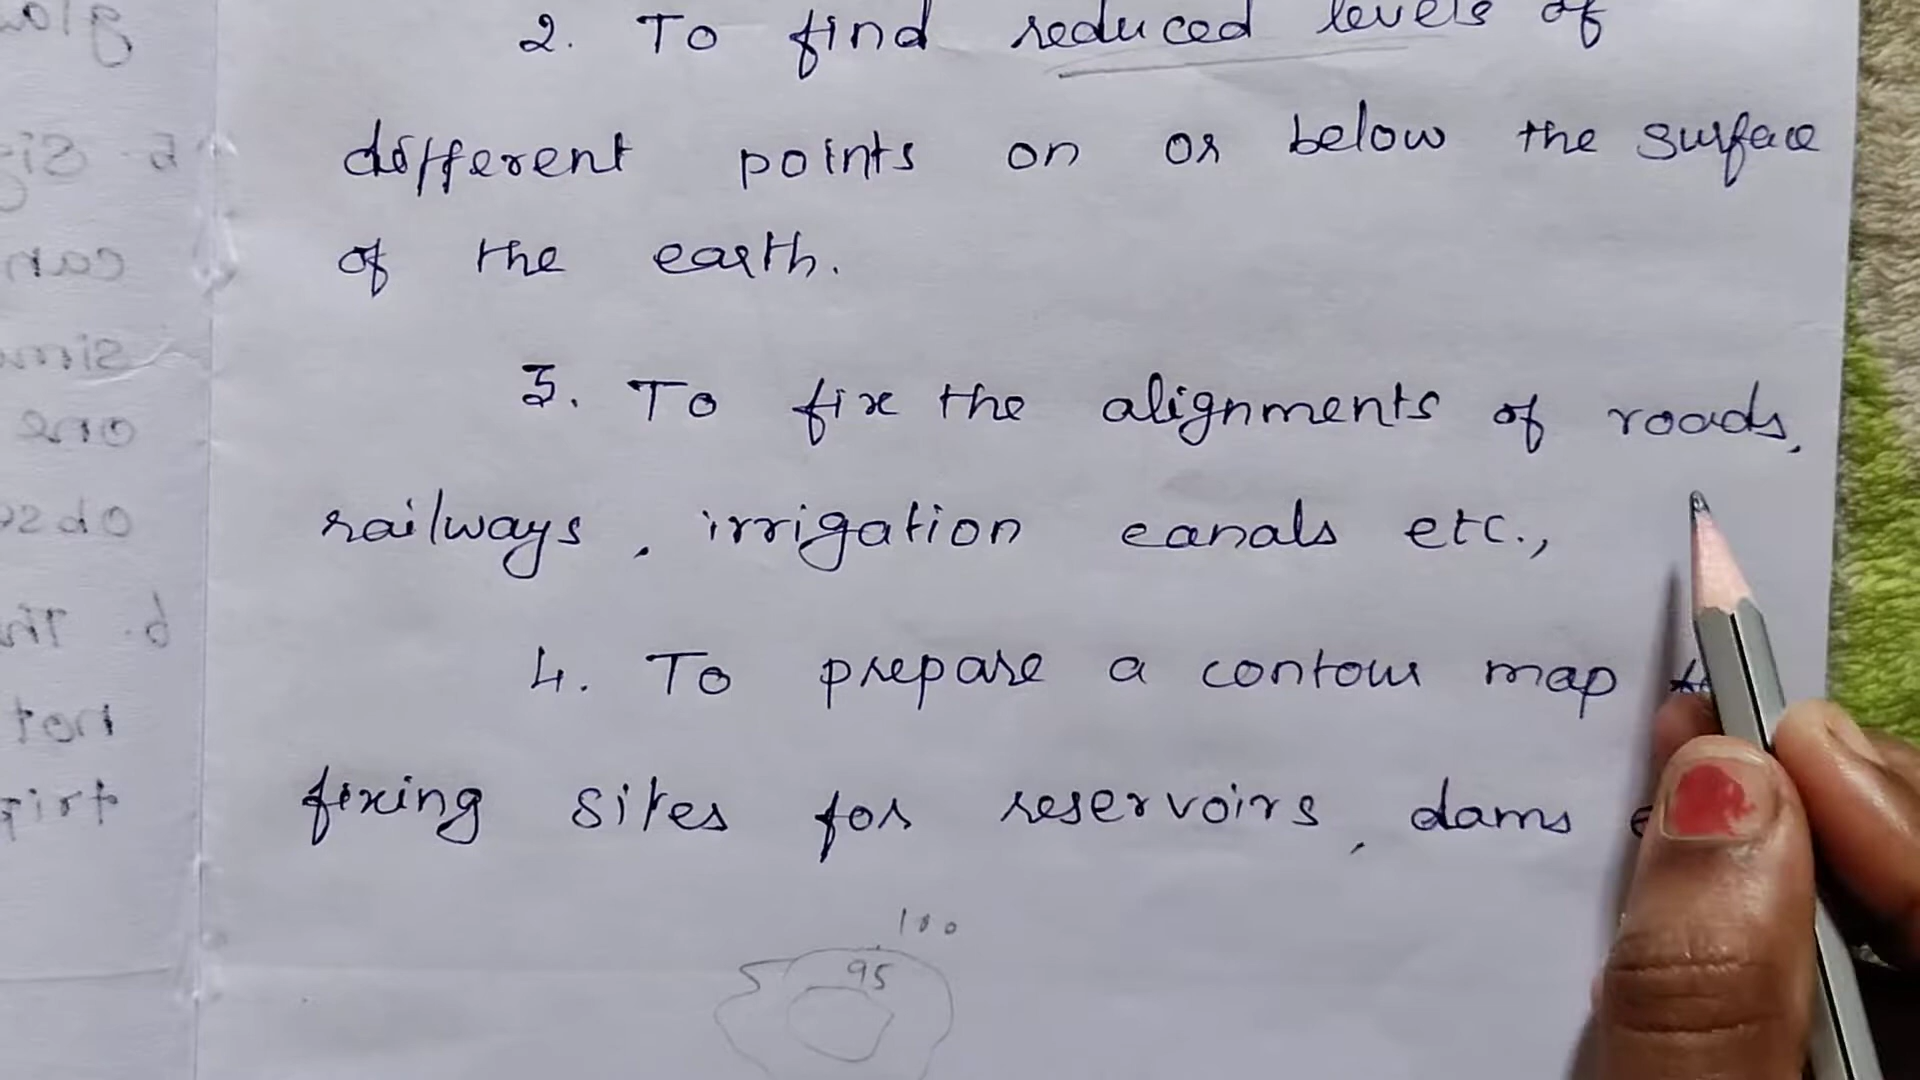 2. To find reduced levels of
different points on or below the surface
of the earth.
3. To fix the alignments of roads,
railways, irrigation canals etc.,
4. To prepare a contour map
fixing sites for reservoirs, dams
100
95